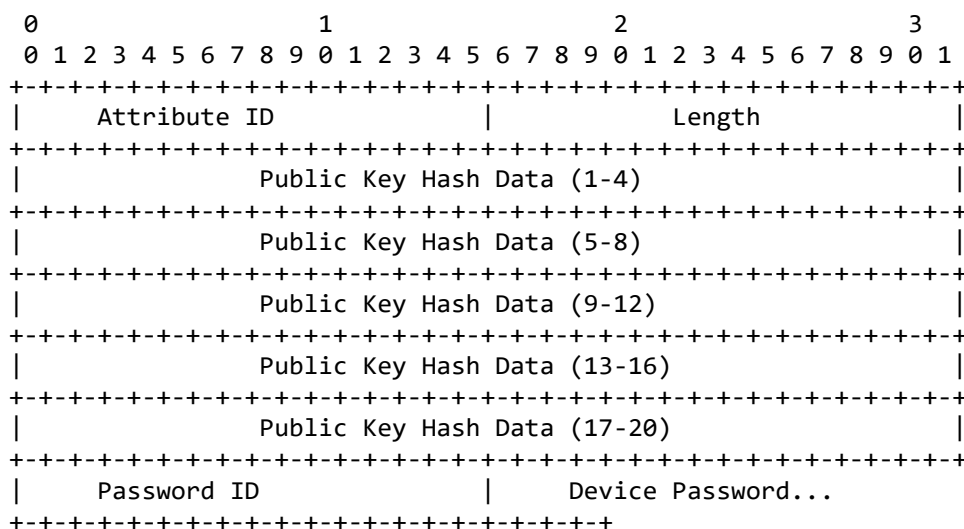 0                   1                   2                   3
 0 1 2 3 4 5 6 7 8 9 0 1 2 3 4 5 6 7 8 9 0 1 2 3 4 5 6 7 8 9 0 1
+-+-+-+-+-+-+-+-+-+-+-+-+-+-+-+-+-+-+-+-+-+-+-+-+-+-+-+-+-+-+-+-+
|     Attribute ID              |            Length             |
+-+-+-+-+-+-+-+-+-+-+-+-+-+-+-+-+-+-+-+-+-+-+-+-+-+-+-+-+-+-+-+-+
|                Public Key Hash Data (1-4)                     |
+-+-+-+-+-+-+-+-+-+-+-+-+-+-+-+-+-+-+-+-+-+-+-+-+-+-+-+-+-+-+-+-+
|                Public Key Hash Data (5-8)                     |
+-+-+-+-+-+-+-+-+-+-+-+-+-+-+-+-+-+-+-+-+-+-+-+-+-+-+-+-+-+-+-+-+
|                Public Key Hash Data (9-12)                    |
+-+-+-+-+-+-+-+-+-+-+-+-+-+-+-+-+-+-+-+-+-+-+-+-+-+-+-+-+-+-+-+-+
|                Public Key Hash Data (13-16)                   |
+-+-+-+-+-+-+-+-+-+-+-+-+-+-+-+-+-+-+-+-+-+-+-+-+-+-+-+-+-+-+-+-+
|                Public Key Hash Data (17-20)                   |
+-+-+-+-+-+-+-+-+-+-+-+-+-+-+-+-+-+-+-+-+-+-+-+-+-+-+-+-+-+-+-+-+
|     Password ID               |     Device Password...
+-+-+-+-+-+-+-+-+-+-+-+-+-+-+-+-+-+-+-+-+